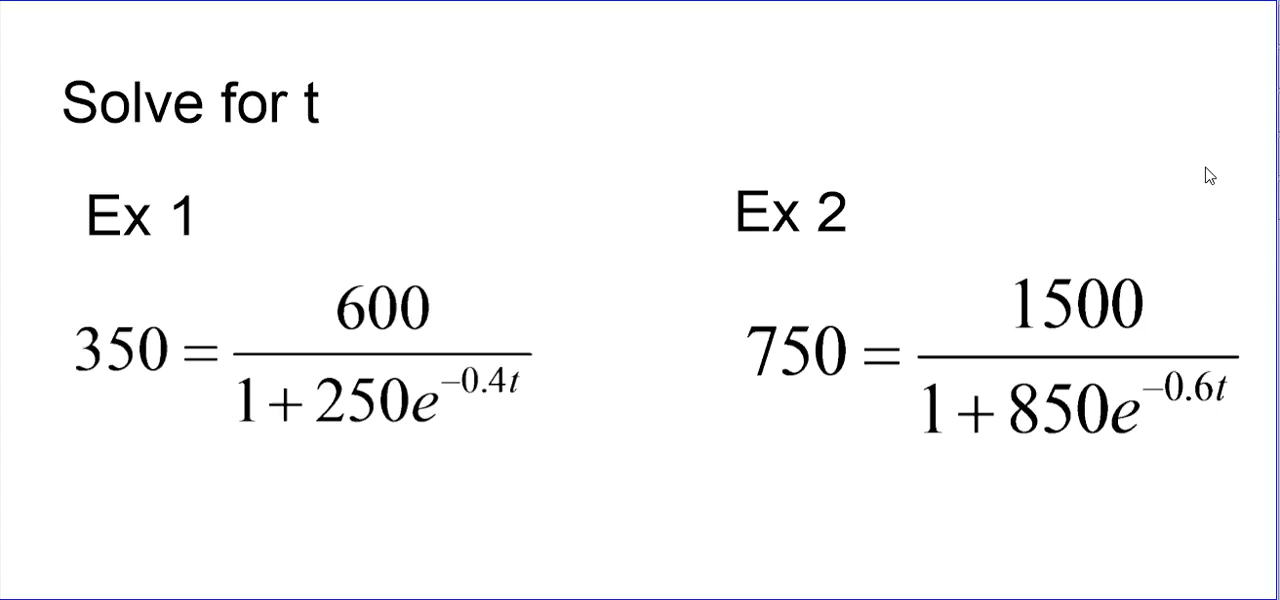 Solve for t
Ex 1
350 = 600 / (1 + 250e^{-0.4t})
Ex 2
750 = 1500 / (1 + 850e^{-0.6t})